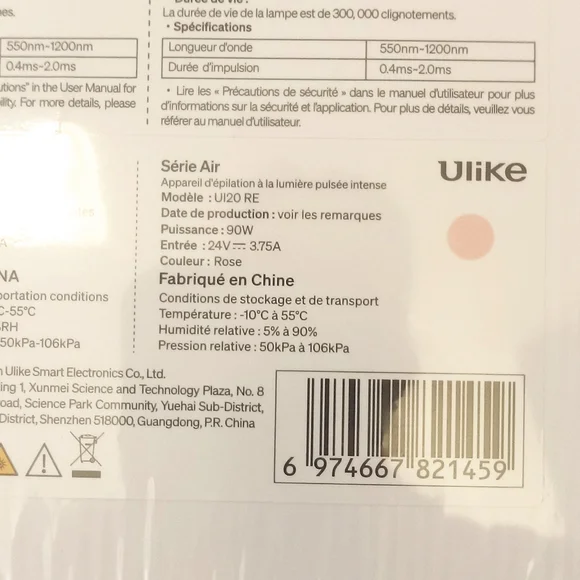 nes.
550nm-1200nm
0.4ms-2.0ms
utions" in the User Manual for
ility. For more details, please
La durée de vie de la lampe est de 300, 000 clignotements.
• Spécifications
Longueur d'onde 550nm-1200nm
Durée d'impulsion 0.4ms-2.0ms
• Lire les « Précautions de sécurité » dans le manuel d'utilisateur pour plus
d'informations sur la sécurité et l'application. Pour plus de détails, veuillez vous
référer au manuel d'utilisateur.
Série Air
Appareil d'épilation à la lumière pulsée intense
Modèle : UI20 RE
Date de production : voir les remarques
Puissance : 90W
Entrée : 24V⎓ 3.75A
Couleur : Rose
Fabriqué en Chine
Conditions de stockage et de transport
Température : -10°C à 55°C
Humidité relative : 5% à 90%
Pression relative : 50kPa à 106kPa
Ulike
NA
portation conditions
C-55°C
RH
50kPa-106kPa
n Ulike Smart Electronics Co., Ltd.
ing 1, Xunmei Science and Technology Plaza, No. 8
oad, Science Park Community, Yuehai Sub-District,
District, Shenzhen 518000, Guangdong, P.R. China
6 974667 821459